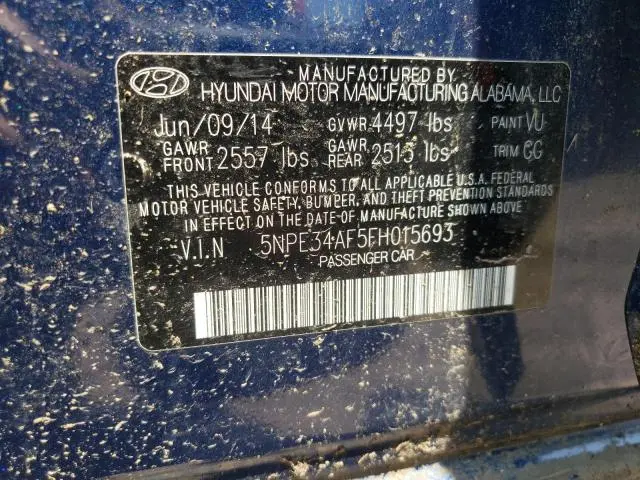 MANUFACTURED BY
HYUNDAI MOTOR MANUFACTURING ALABAMA, LLC
Jun/09/14 GVWR 4497 lbs PAINT VU
GAWR FRONT 2557 lbs GAWR REAR 2513 lbs TRIM GG
THIS VEHICLE CONFORMS TO ALL APPLICABLE U.S.A. FEDERAL
MOTOR VEHICLE SAFETY, BUMPER, AND THEFT PREVENTION STANDARDS
IN EFFECT ON THE DATE OF MANUFACTURE SHOWN ABOVE.
V.I.N 5NPE34AF5FH015693
PASSENGER CAR